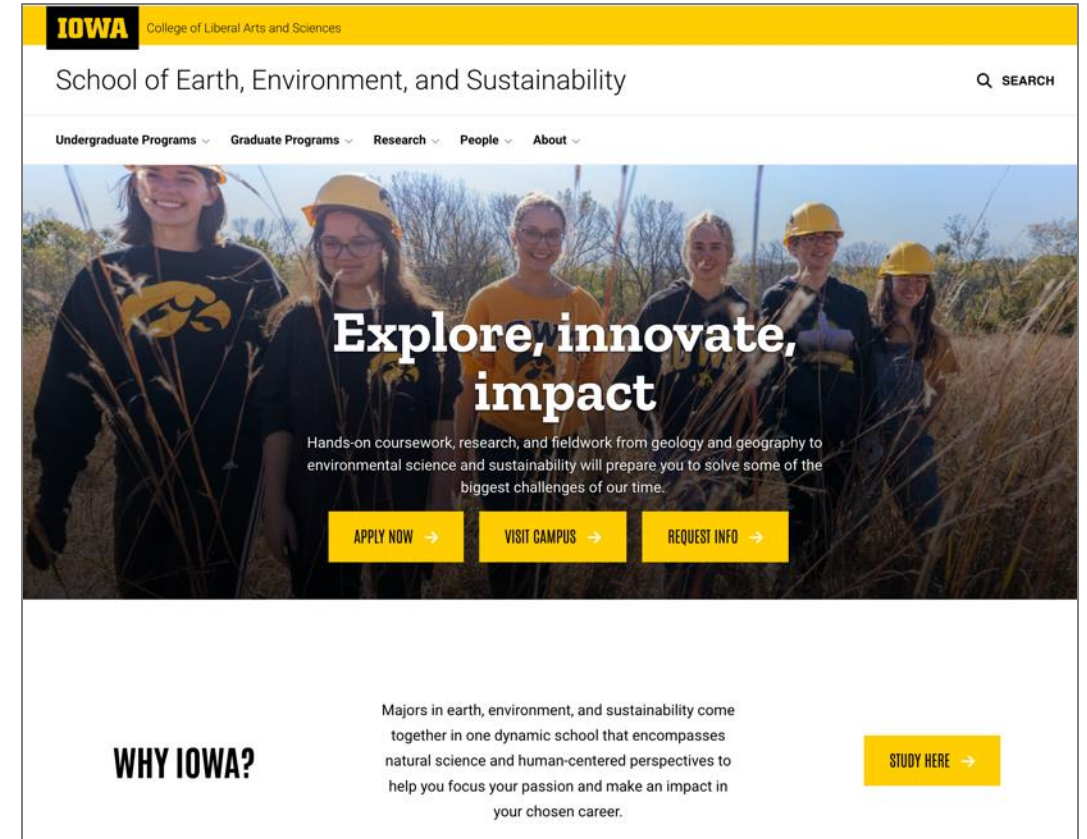 IOWA College of Liberal Arts and Sciences
School of Earth, Environment, and Sustainability
SEARCH
Undergraduate Programs Graduate Programs Research People About
Explore, innovate,
impact
Hands-on coursework, research, and fieldwork from geology and geography to
environmental science and sustainability will prepare you to solve some of the
biggest challenges of our time.
APPLY NOW → VISIT CAMPUS → REQUEST INFO →
WHY IOWA?
Majors in earth, environment, and sustainability come
together in one dynamic school that encompasses
natural science and human-centered perspectives to
help you focus your passion and make an impact in
your chosen career.
STUDY HERE →